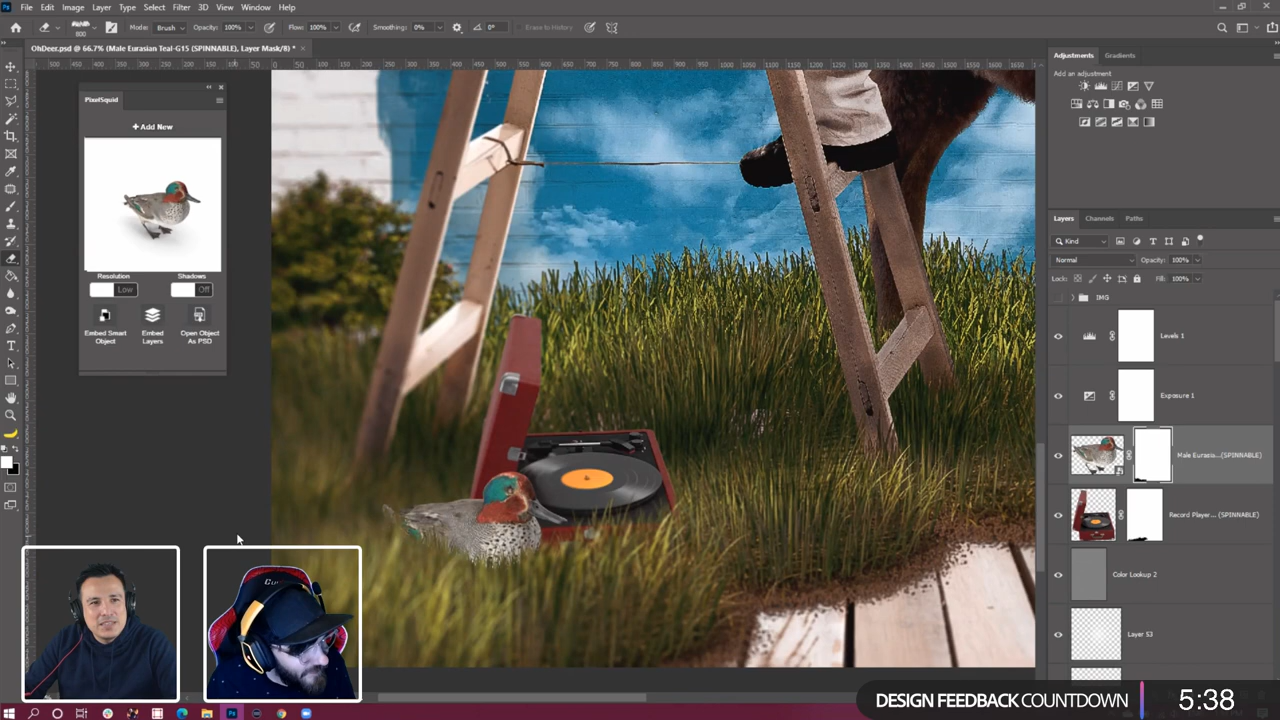 Ps File Edit Image Layer Type Select Filter 3D View Window Help
800 Mode: Brush Opacity: 100% Flow: 100% Smoothing: 0% 0° Erase to History
OhDeer.psd @ 66.7% (Male Eurasian Teal-G15 (SPINNABLE), Layer Mask/8) * ×
PixelSquid
+ Add New
Resolution Shadows
Low Off
Embed Smart Object
Embed Layers
Open Object As PSD
Adjustments Gradients
Add an adjustment
Layers Channels Paths
Kind
Normal Opacity: 100%
Lock: Fill: 100%
IMG
Levels 1
Exposure 1
Male Eurasia...(SPINNABLE)
Record Player... (SPINNABLE)
Color Lookup 2
Layer 53
DESIGN FEEDBACK COUNTDOWN 5:38